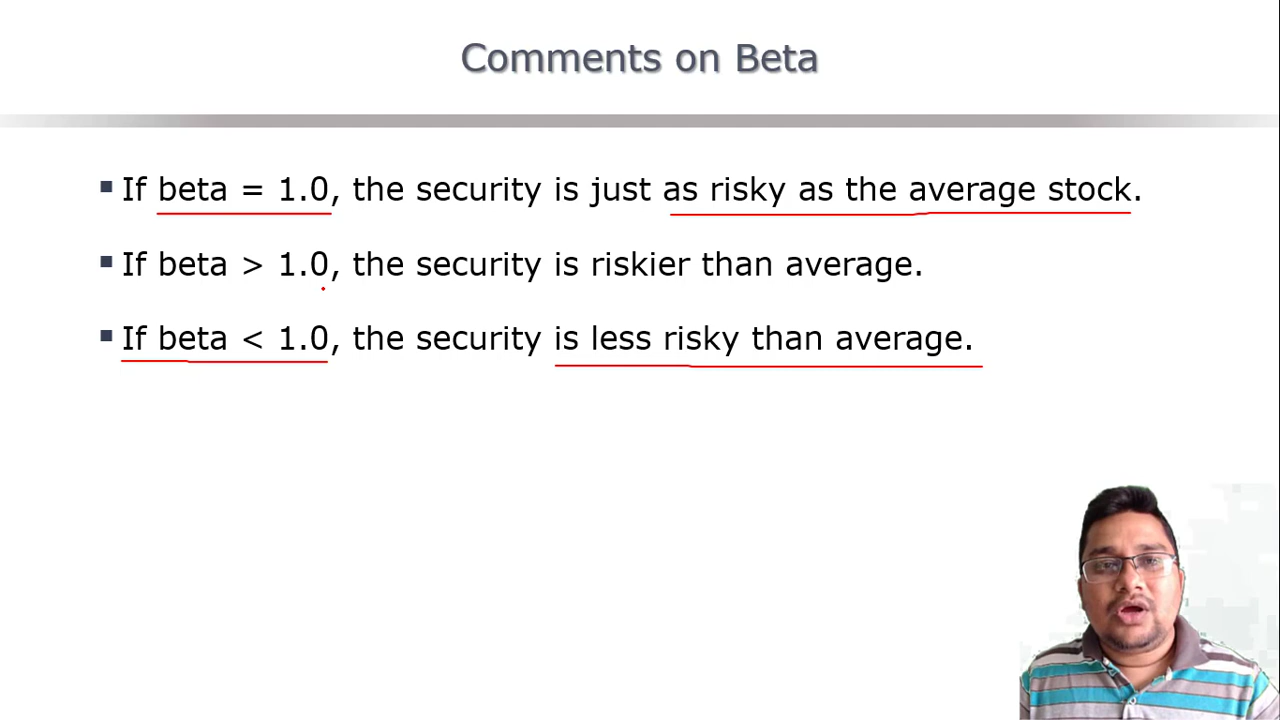 Comments on Beta
If beta = 1.0, the security is just as risky as the average stock.
If beta > 1.0, the security is riskier than average.
If beta < 1.0, the security is less risky than average.